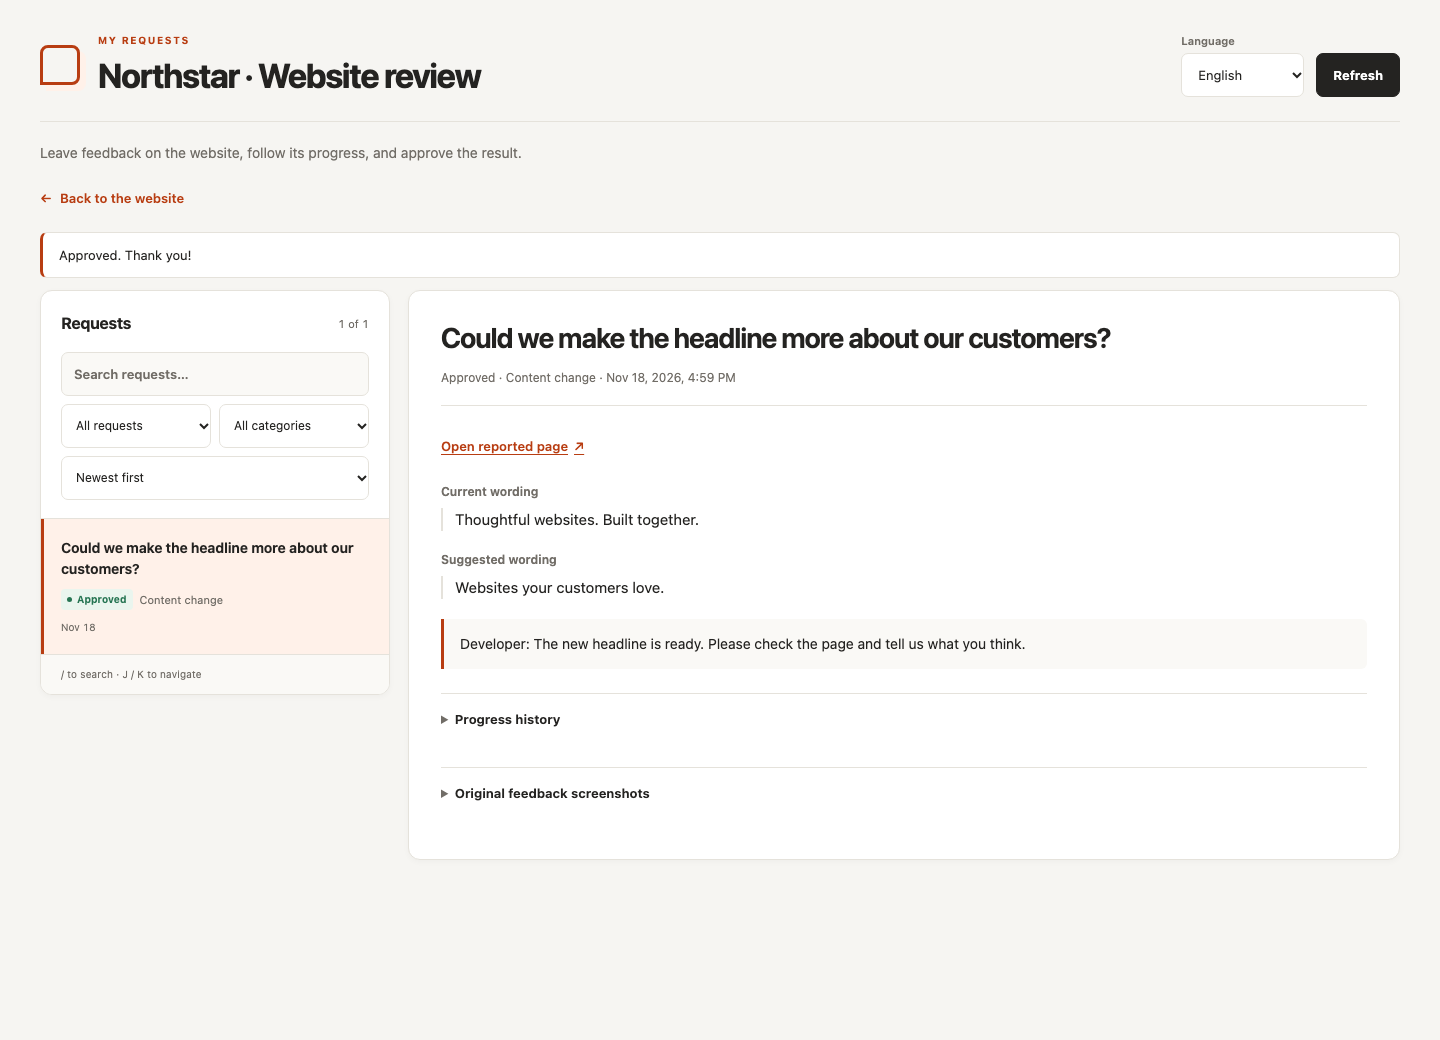 MY REQUESTS
Northstar · Website review
Language
English
Refresh
Leave feedback on the website, follow its progress, and approve the result.
← Back to the website
Approved. Thank you!
Requests
1 of 1
Search requests...
All requests
All categories
Newest first
Could we make the headline more about our
customers?
Approved
Content change
Nov 18
/ to search · J / K to navigate
Could we make the headline more about our customers?
Approved · Content change · Nov 18, 2026, 4:59 PM
Open reported page ↗
Current wording
Thoughtful websites. Built together.
Suggested wording
Websites your customers love.
Developer: The new headline is ready. Please check the page and tell us what you think.
Progress history
Original feedback screenshots